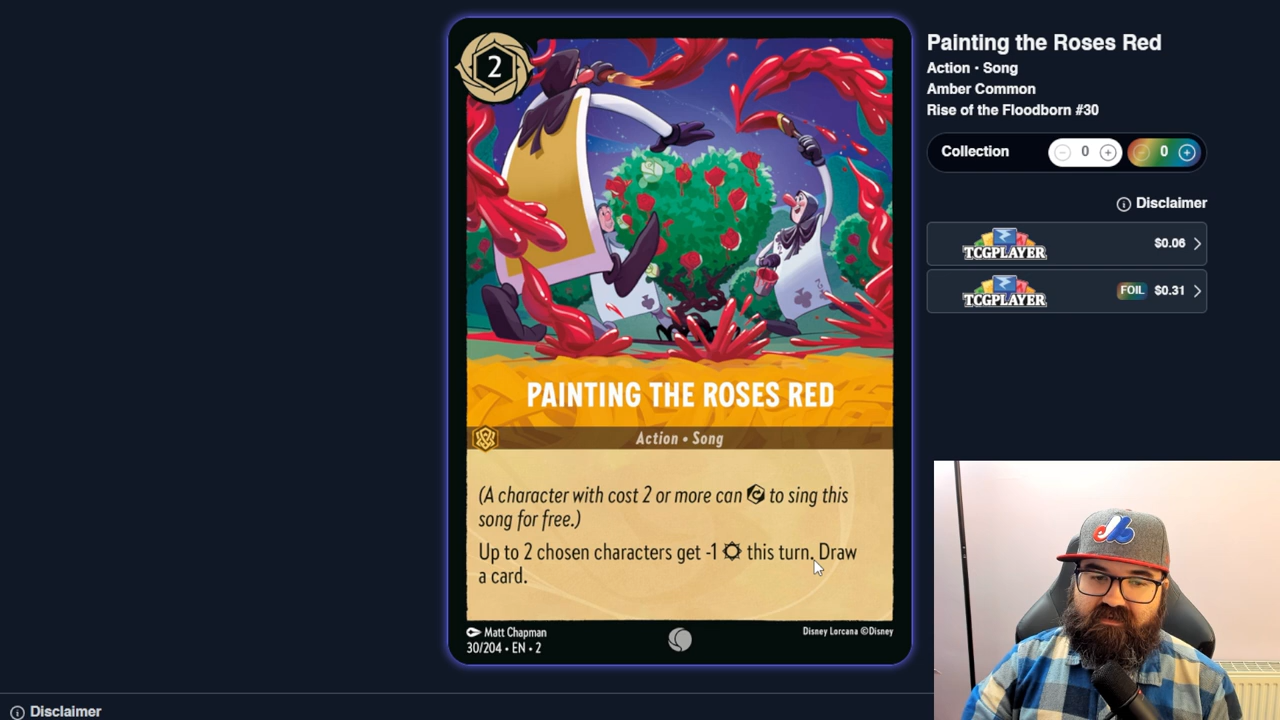 2
PAINTING THE ROSES RED
Action • Song
(A character with cost 2 or more can to sing this
song for free.)
Up to 2 chosen characters get -1 this turn. Draw
a card.
Matt Chapman
Disney Lorcana ©Disney
30/204 • EN • 2
Painting the Roses Red
Action • Song
Amber Common
Rise of the Floodborn #30
Collection
0
0
Disclaimer
TCGPLAYER
$0.06
TCGPLAYER
FOIL $0.31
Disclaimer